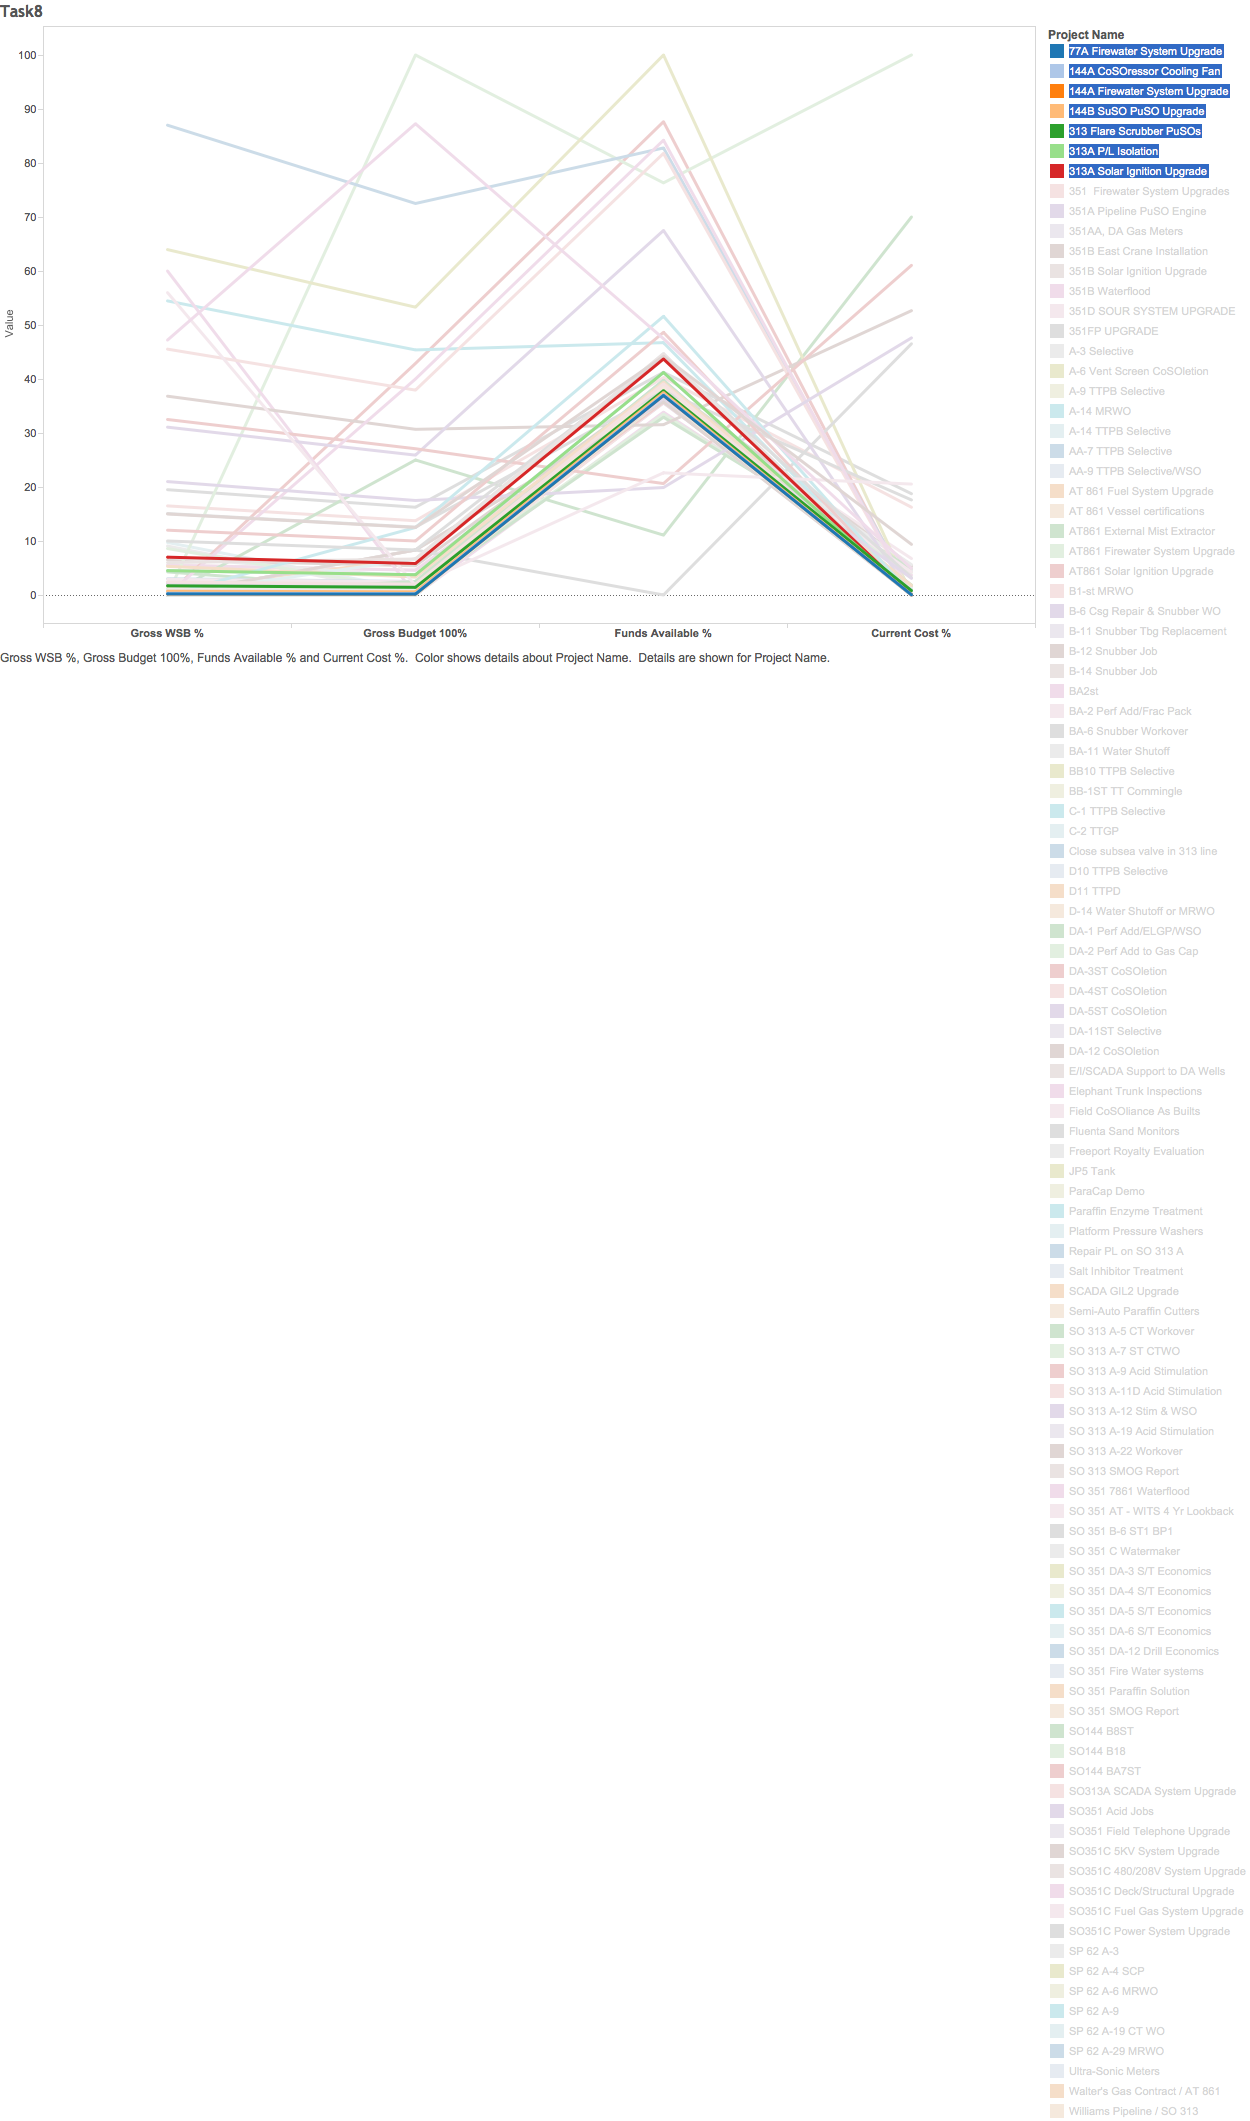 Task8
Value
100
90
80
70
60
50
40
30
20
10
0
Gross WSB %
Gross Budget 100%
Funds Available %
Current Cost %
Gross WSB %, Gross Budget 100%, Funds Available % and Current Cost %.  Color shows details about Project Name.  Details are shown for Project Name.
Project Name
77A Firewater System Upgrade
144A CoSOressor Cooling Fan
144A Firewater System Upgrade
144B SuSO PuSO Upgrade
313 Flare Scrubber PuSOs
313A P/L Isolation
313A Solar Ignition Upgrade
351  Firewater System Upgrades
351A Pipeline PuSO Engine
351AA, DA Gas Meters
351B East Crane Installation
351B Solar Ignition Upgrade
351B Waterflood
351D SOUR SYSTEM UPGRADE
351FP UPGRADE
A-3 Selective
A-6 Vent Screen CoSOletion
A-9 TTPB Selective
A-14 MRWO
A-14 TTPB Selective
AA-7 TTPB Selective
AA-9 TTPB Selective/WSO
AT 861 Fuel System Upgrade
AT 861 Vessel certifications
AT861 External Mist Extractor
AT861 Firewater System Upgrade
AT861 Solar Ignition Upgrade
B1-st MRWO
B-6 Csg Repair & Snubber WO
B-11 Snubber Tbg Replacement
B-12 Snubber Job
B-14 Snubber Job
BA2st
BA-2 Perf Add/Frac Pack
BA-6 Snubber Workover
BA-11 Water Shutoff
BB10 TTPB Selective
BB-1ST TT Commingle
C-1 TTPB Selective
C-2 TTGP
Close subsea valve in 313 line
D10 TTPB Selective
D11 TTPD
D-14 Water Shutoff or MRWO
DA-1 Perf Add/ELGP/WSO
DA-2 Perf Add to Gas Cap
DA-3ST CoSOletion
DA-4ST CoSOletion
DA-5ST CoSOletion
DA-11ST Selective
DA-12 CoSOletion
E/I/SCADA Support to DA Wells
Elephant Trunk Inspections
Field CoSOliance As Builts
Fluenta Sand Monitors
Freeport Royalty Evaluation
JP5 Tank
ParaCap Demo
Paraffin Enzyme Treatment
Platform Pressure Washers
Repair PL on SO 313 A
Salt Inhibitor Treatment
SCADA GIL2 Upgrade
Semi-Auto Paraffin Cutters
SO 313 A-5 CT Workover
SO 313 A-7 ST CTWO
SO 313 A-9 Acid Stimulation
SO 313 A-11D Acid Stimulation
SO 313 A-12 Stim & WSO
SO 313 A-19 Acid Stimulation
SO 313 A-22 Workover
SO 313 SMOG Report
SO 351 7861 Waterflood
SO 351 AT - WITS 4 Yr Lookback
SO 351 B-6 ST1 BP1
SO 351 C Watermaker
SO 351 DA-3 S/T Economics
SO 351 DA-4 S/T Economics
SO 351 DA-5 S/T Economics
SO 351 DA-6 S/T Economics
SO 351 DA-12 Drill Economics
SO 351 Fire Water systems
SO 351 Paraffin Solution
SO 351 SMOG Report
SO144 B8ST
SO144 B18
SO144 BA7ST
SO313A SCADA System Upgrade
SO351 Acid Jobs
SO351 Field Telephone Upgrade
SO351C 5KV System Upgrade
SO351C 480/208V System Upgrade
SO351C Deck/Structural Upgrade
SO351C Fuel Gas System Upgrade
SO351C Power System Upgrade
SP 62 A-3
SP 62 A-4 SCP
SP 62 A-6 MRWO
SP 62 A-9
SP 62 A-19 CT WO
SP 62 A-29 MRWO
Ultra-Sonic Meters
Walter's Gas Contract / AT 861
Williams Pipeline / SO 313